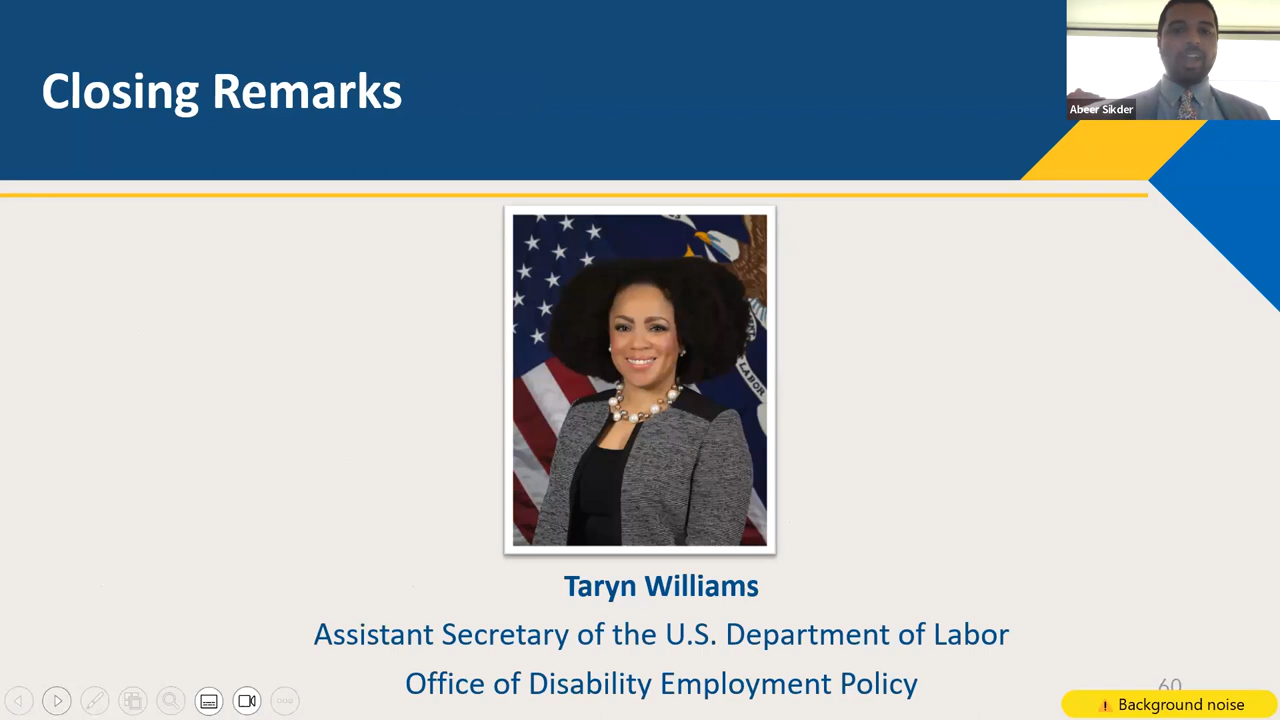 Closing Remarks
Abeer Sikder
LABOR
Taryn Williams
Assistant Secretary of the U.S. Department of Labor
Office of Disability Employment Policy
60
Background noise